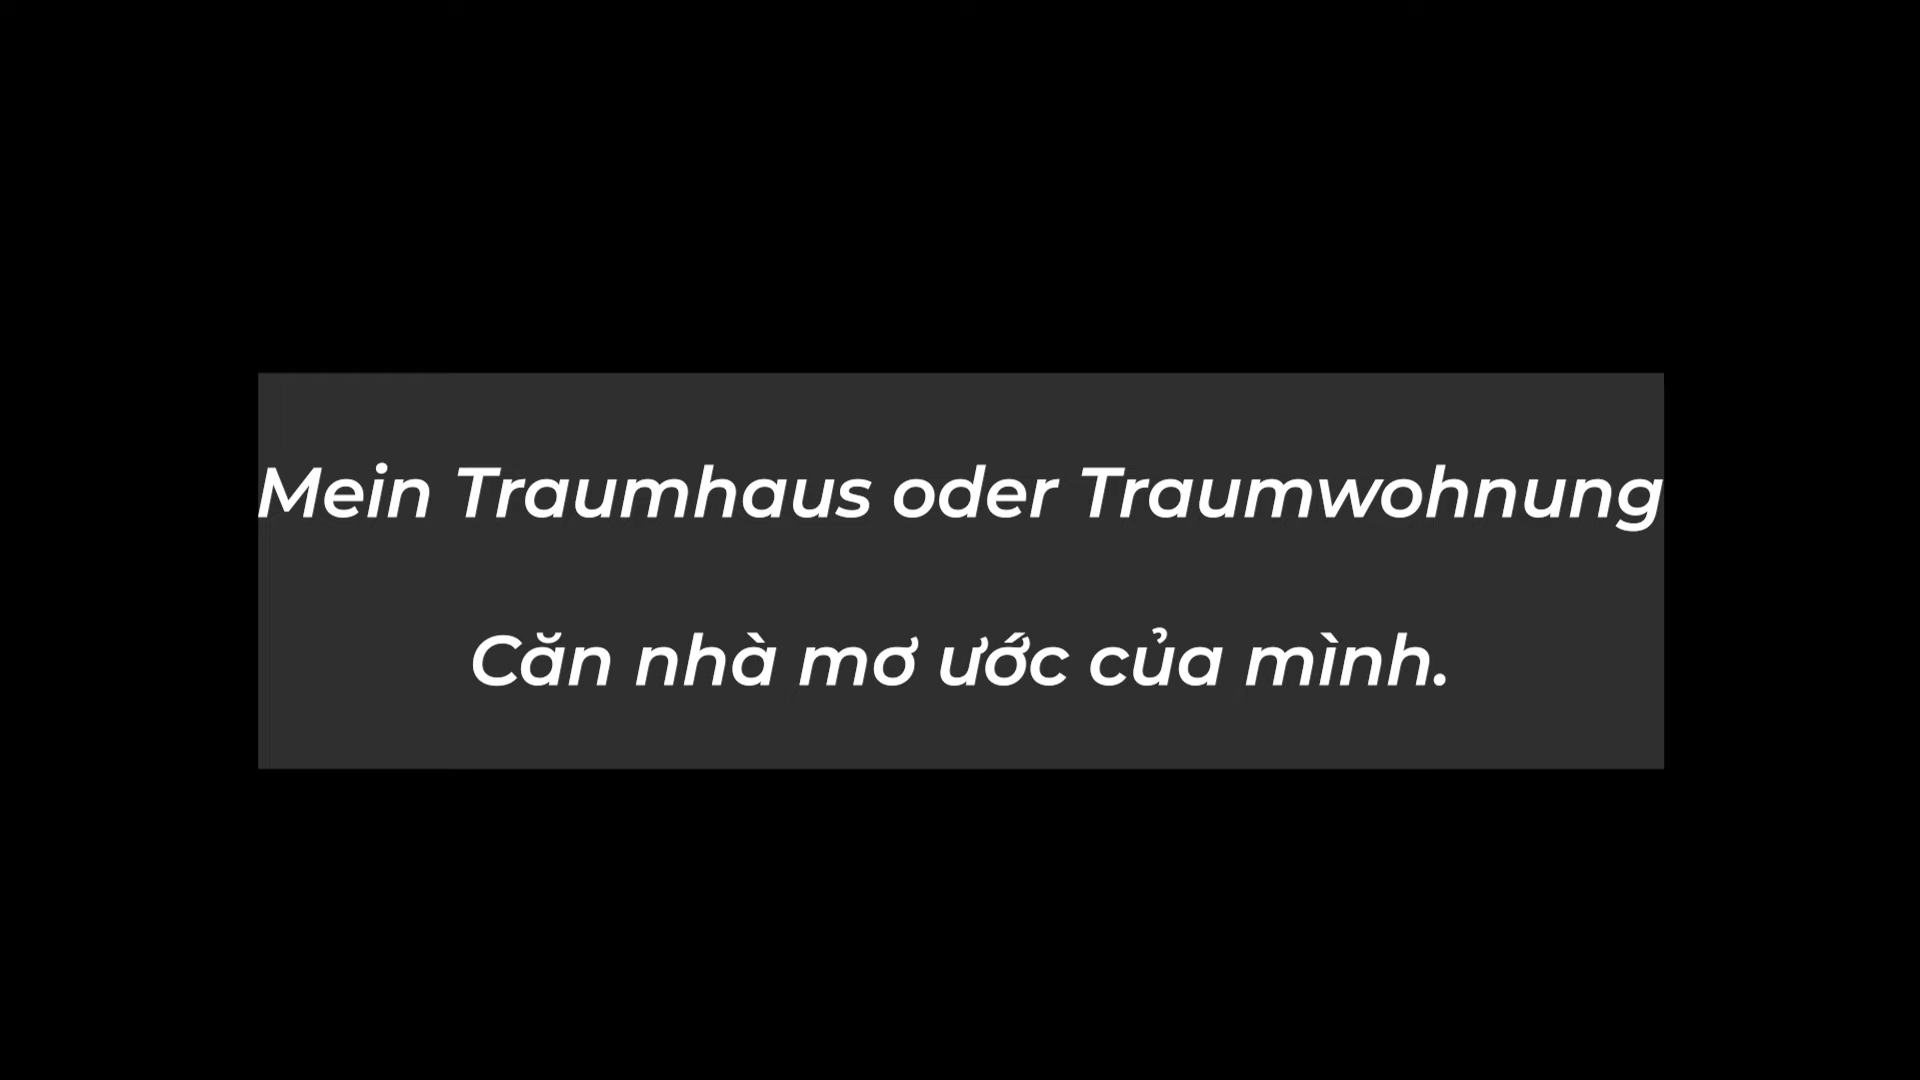 Mein Traumhaus oder Traumwohnung
Căn nhà mơ ước của mình.